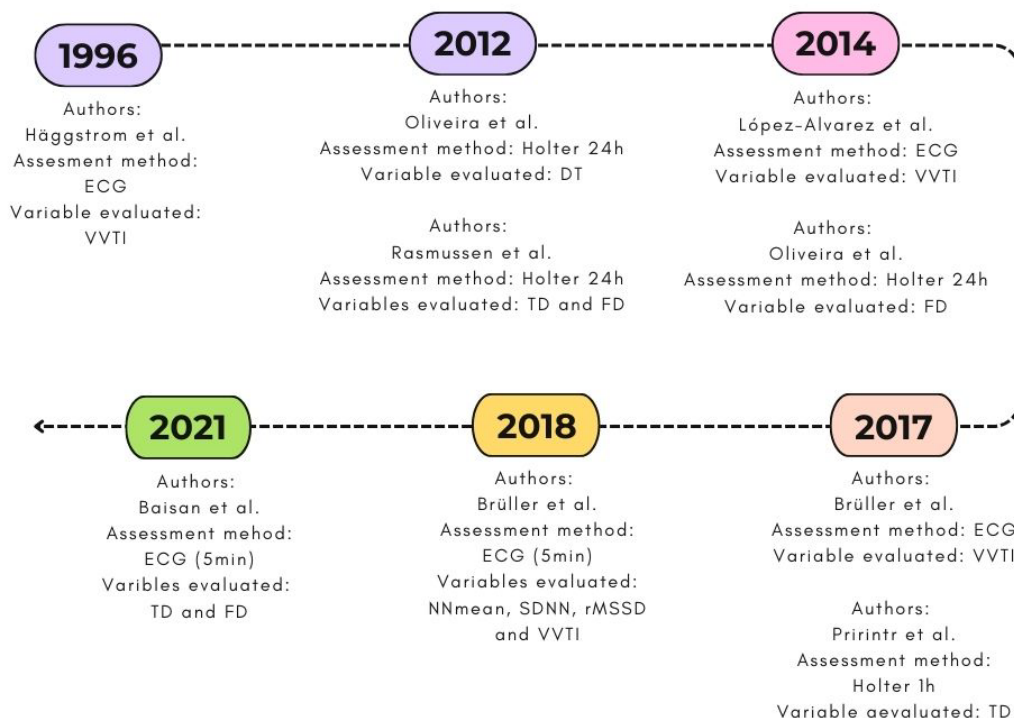 1996
Authors:
Häggstrom et al.
Assesment method:
ECG
Variable evaluated:
VVTI
2012
Authors:
Oliveira et al.
Assessment method: Holter 24h
Variable evaluated: DT
Authors:
Rasmussen et al.
Assessment method: Holter 24h
Variables evaluated: TD and FD
2014
Authors:
López-Alvarez et al.
Assessment method: ECG
Variable evaluated: VVTI
Authors:
Oliveira et al.
Assessment method: Holter 24h
Variable evaluated: FD
2017
Authors:
Brüller et al.
Assessment method: ECG
Variable evaluated: VVTI
Authors:
Pririntr et al.
Assessment method:
Holter 1h
Variable aevaluated: TD
2018
Authors:
Brüller et al.
Assessment method:
ECG (5min)
Variables evaluated:
NNmean, SDNN, rMSSD
and VVTI
2021
Authors:
Baisan et al.
Assessment mehod:
ECG (5min)
Varibles evaluated:
TD and FD